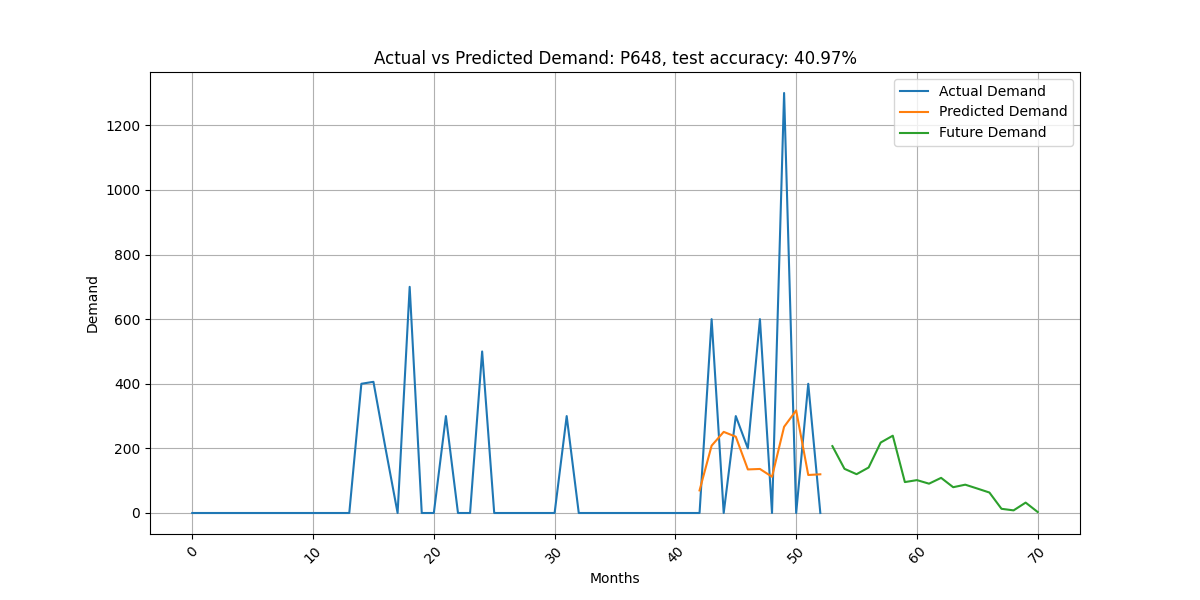 Actual vs Predicted Demand: P648, test accuracy: 40.97%
Actual Demand
Predicted Demand
Future Demand
1200
1000
800
600
400
200
0
Demand
0
10
20
30
40
50
60
70
Months